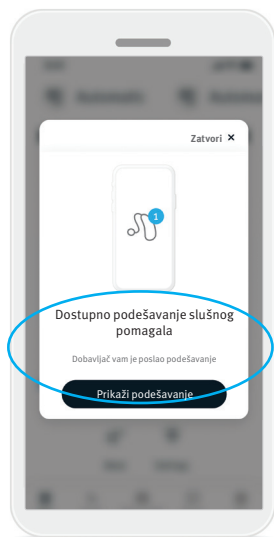 Zatvori ×
1
Dostupno podešavanje slušnog
pomagala
Dobavljač vam je poslao podešavanje
Prikaži podešavanje